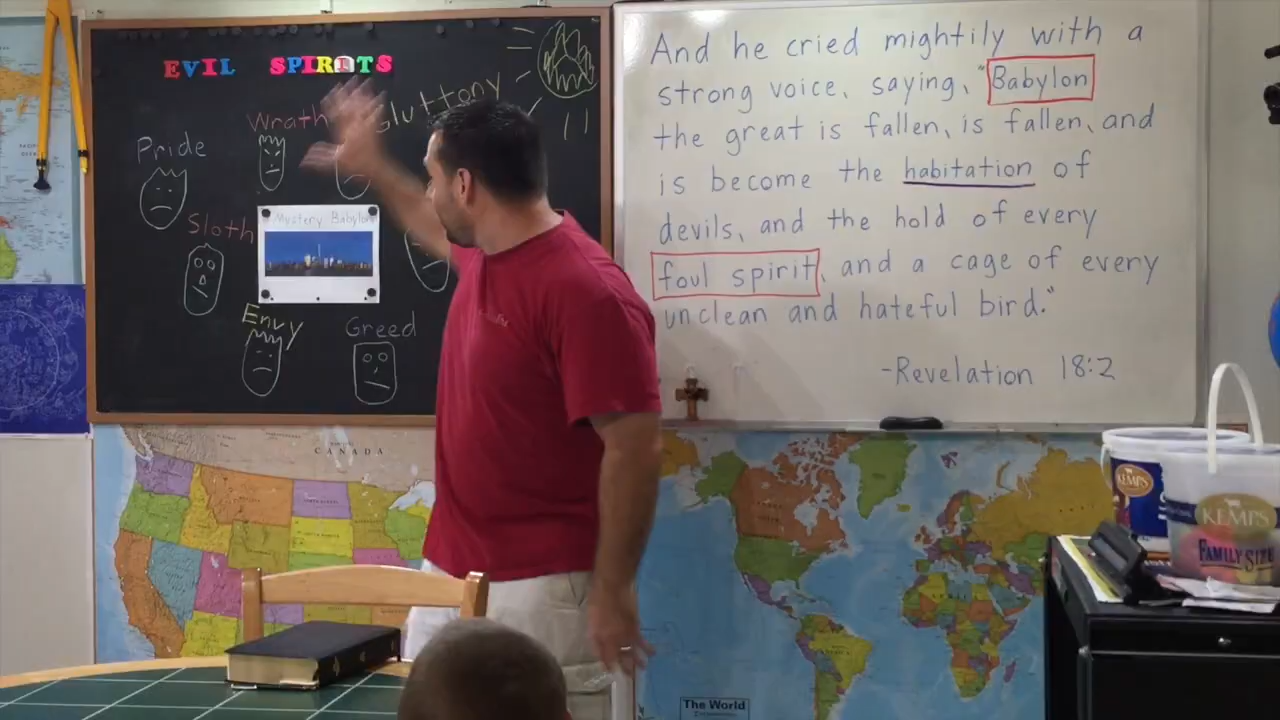 EVIL SPIRITS
Wrath
Gluttony
Pride
Sloth
Mystery Babylon
Envy
Greed
And he cried mightily with a
strong voice, saying, "Babylon
the great is fallen, is fallen, and
is become the habitation of
devils, and the hold of every
foul spirit, and a cage of every
unclean and hateful bird."
-Revelation 18:2
CANADA
The World
KEMPS
KEMPS
FAMILY SIZE